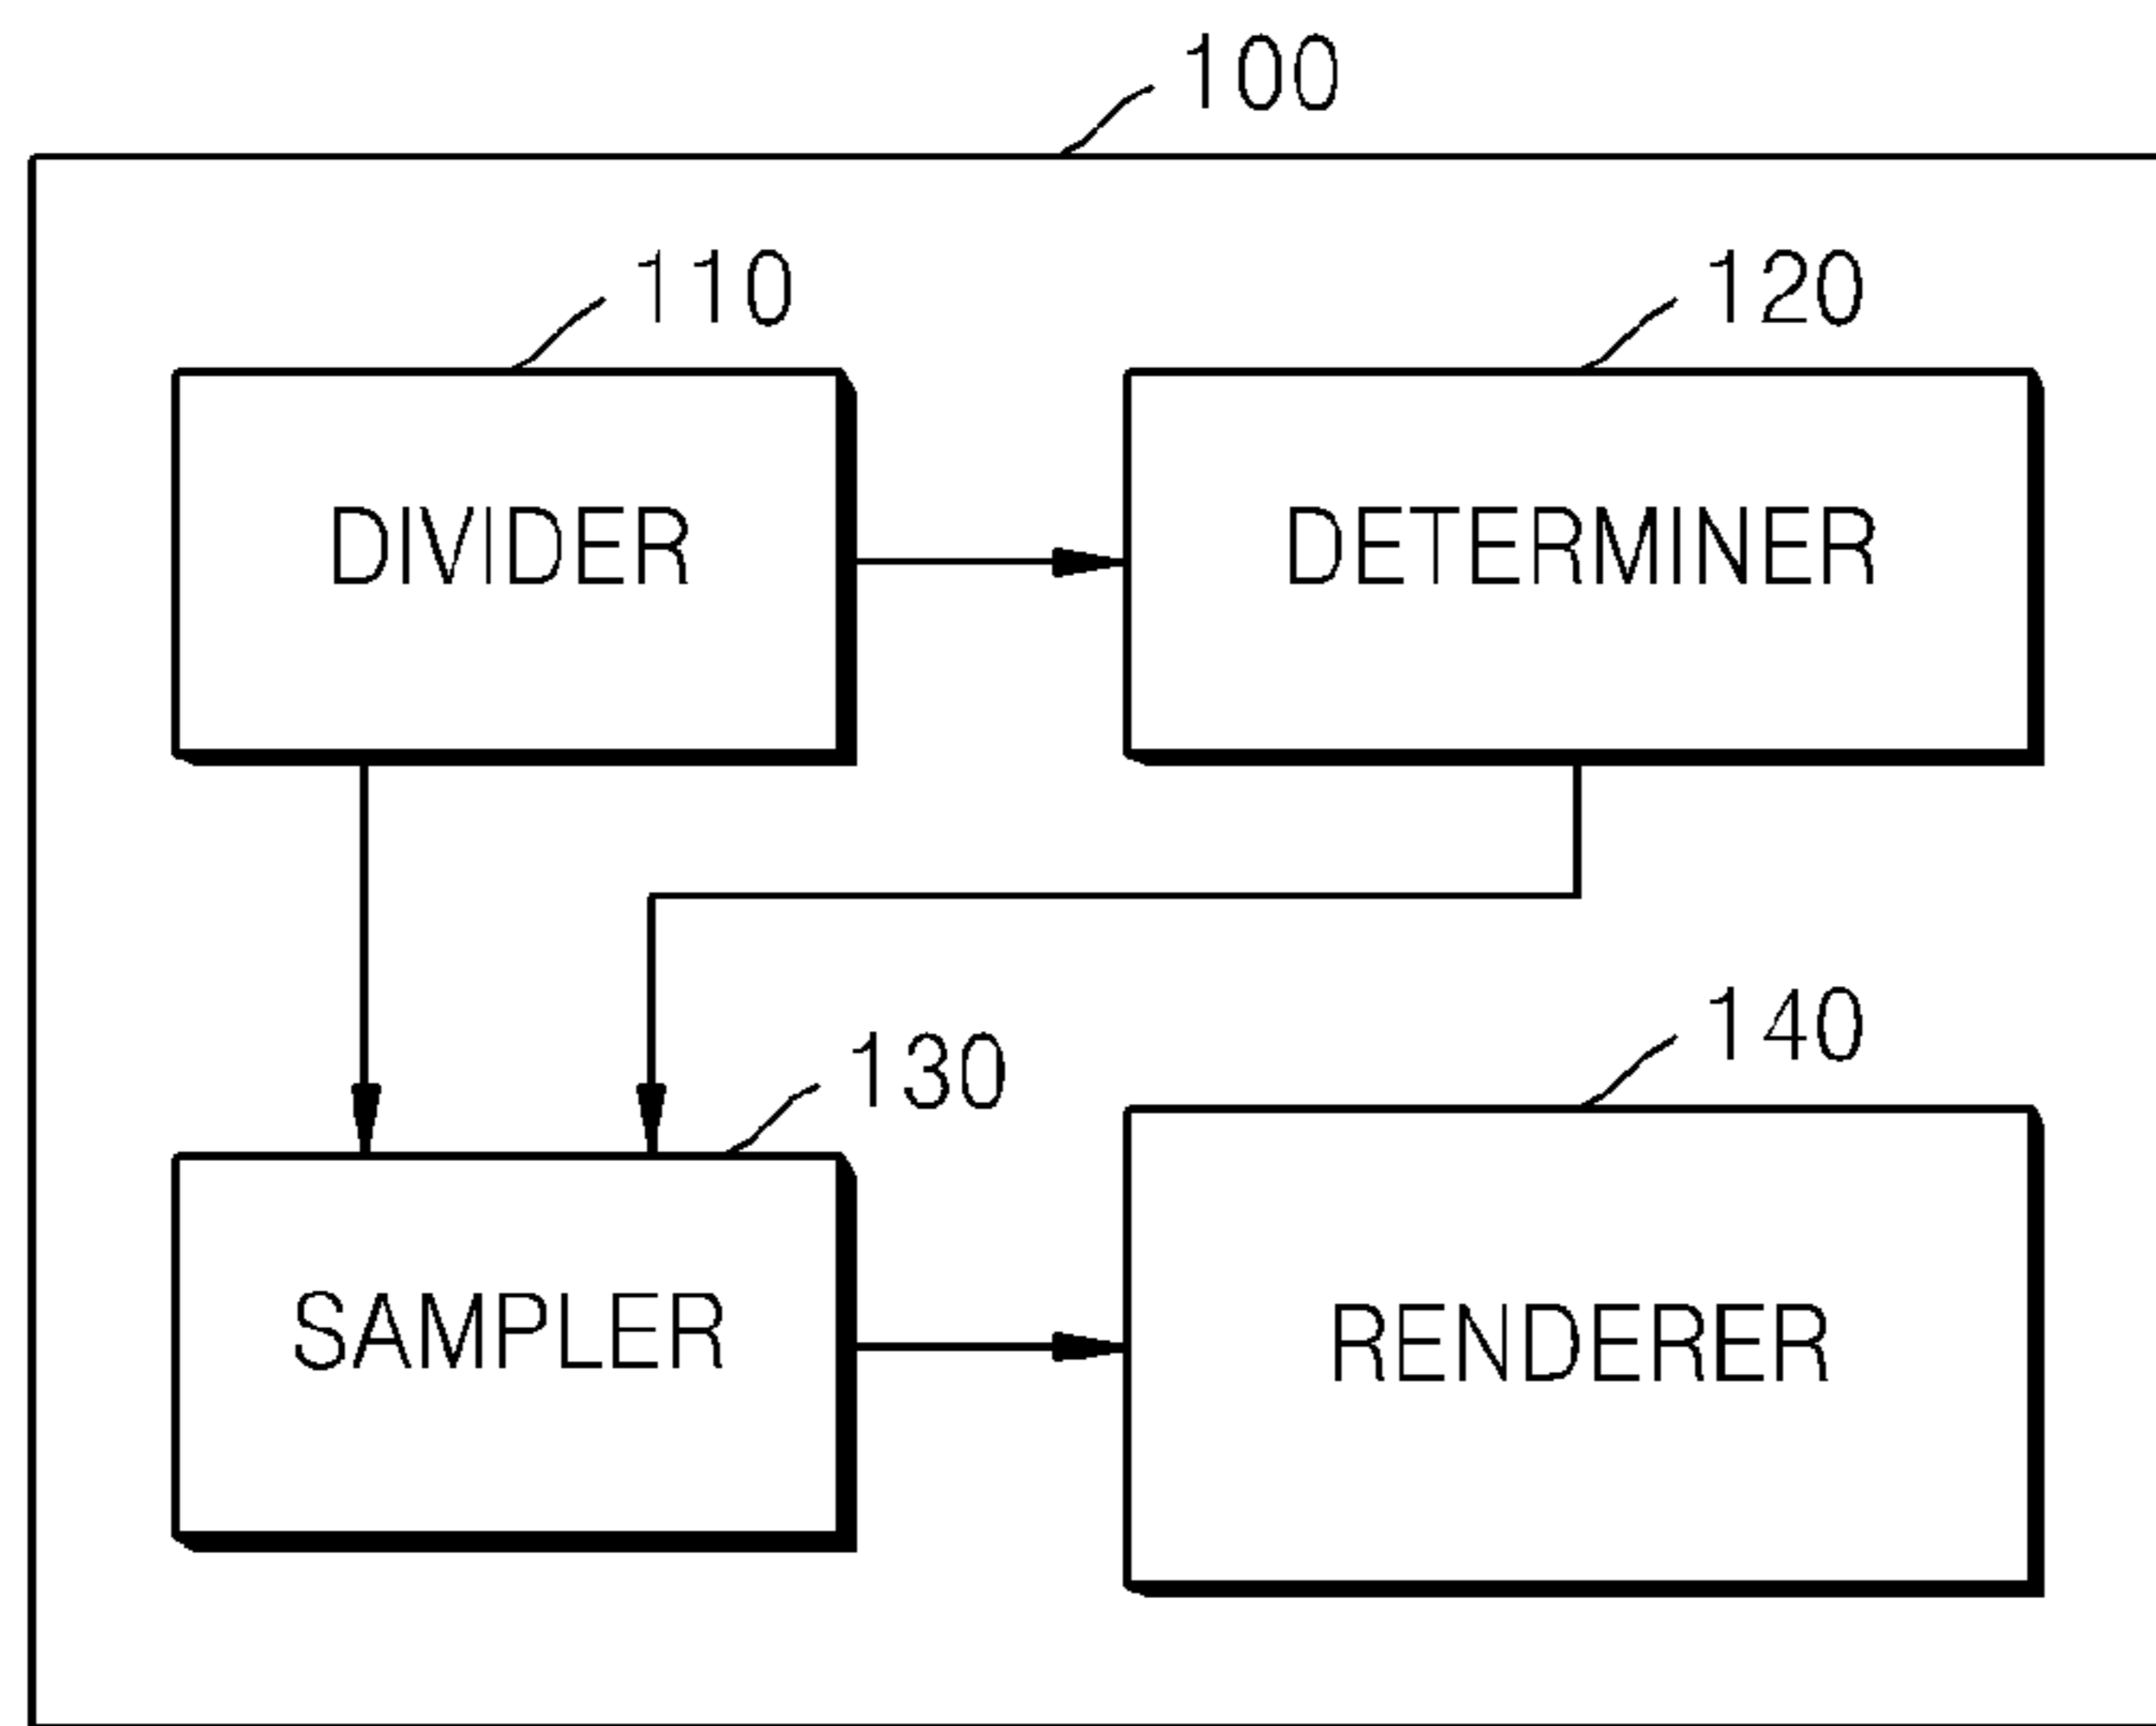 100
110
120
DIVIDER
DETERMINER
130
140
SAMPLER
RENDERER